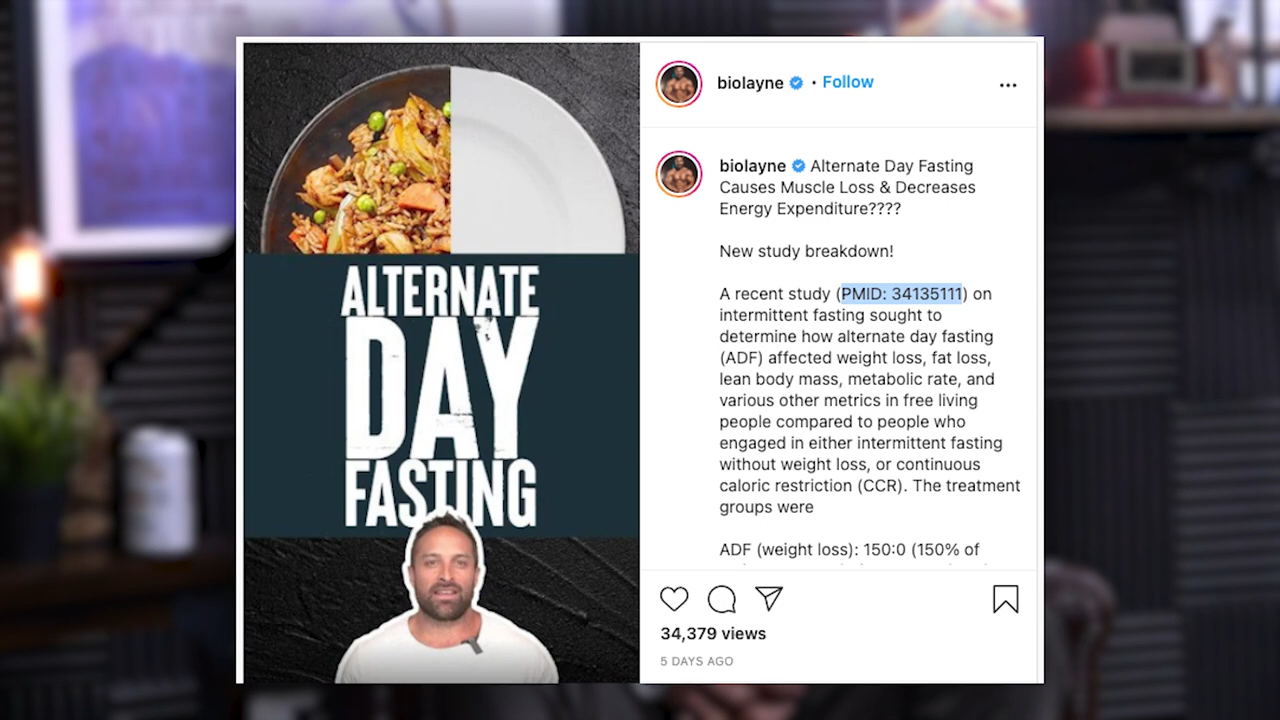 ALTERNATE
DAY
FASTING
biolayne • Follow
biolayne Alternate Day Fasting
Causes Muscle Loss & Decreases
Energy Expenditure????
New study breakdown!
A recent study (PMID: 34135111) on
intermittent fasting sought to
determine how alternate day fasting
(ADF) affected weight loss, fat loss,
lean body mass, metabolic rate, and
various other metrics in free living
people compared to people who
engaged in either intermittent fasting
without weight loss, or continuous
caloric restriction (CCR). The treatment
groups were
ADF (weight loss): 150:0 (150% of
34,379 views
5 DAYS AGO